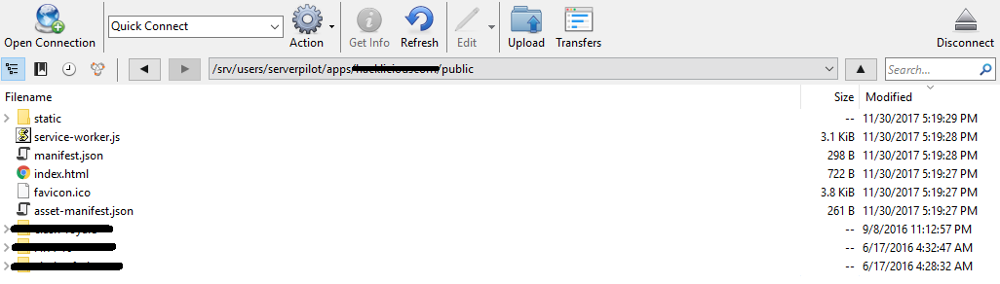 Quick Connect
Open Connection Action Get Info Refresh Edit Upload Transfers Disconnect
/srv/users/serverpilot/apps/ /public Search...
Filename Size Modified
static -- 11/30/2017 5:19:29 PM
service-worker.js 3.1 KiB 11/30/2017 5:19:28 PM
manifest.json 298 B 11/30/2017 5:19:28 PM
index.html 722 B 11/30/2017 5:19:27 PM
favicon.ico 3.8 KiB 11/30/2017 5:19:27 PM
asset-manifest.json 261 B 11/30/2017 5:19:27 PM
-- 9/8/2016 11:12:57 PM
-- 6/17/2016 4:32:47 AM
-- 6/17/2016 4:28:32 AM